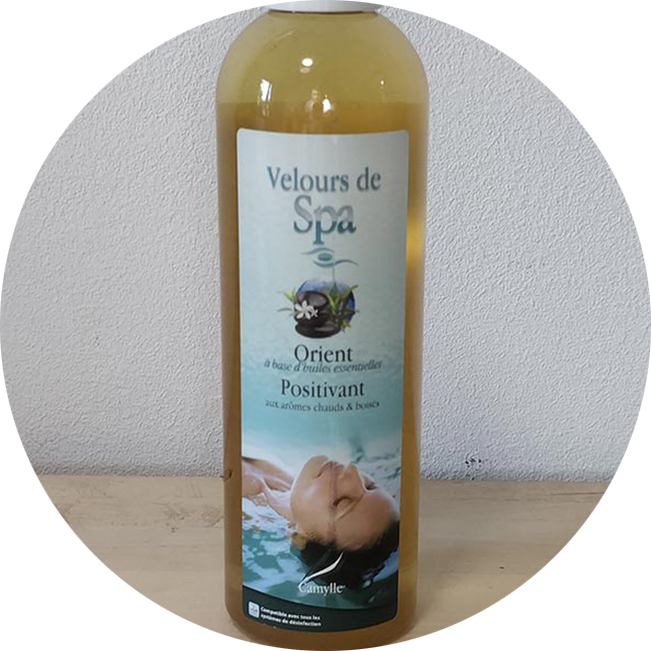 Velours de
Spa
Orient
à base d'huiles essentielles
Positivant
aux arômes chauds & boisés
Camylle
Compatible avec tous les
systèmes de désinfection